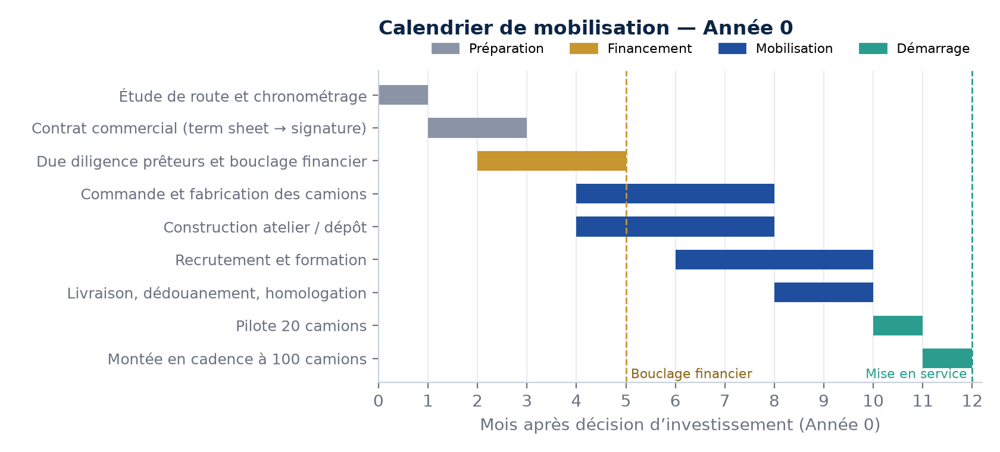 Calendrier de mobilisation — Année 0
Préparation
Financement
Mobilisation
Démarrage
Étude de route et chronométrage
Contrat commercial (term sheet → signature)
Due diligence prêteurs et bouclage financier
Commande et fabrication des camions
Construction atelier / dépôt
Recrutement et formation
Livraison, dédouanement, homologation
Pilote 20 camions
Montée en cadence à 100 camions
Bouclage financier
Mise en service
0 1 2 3 4 5 6 7 8 9 10 11 12
Mois après décision d’investissement (Année 0)